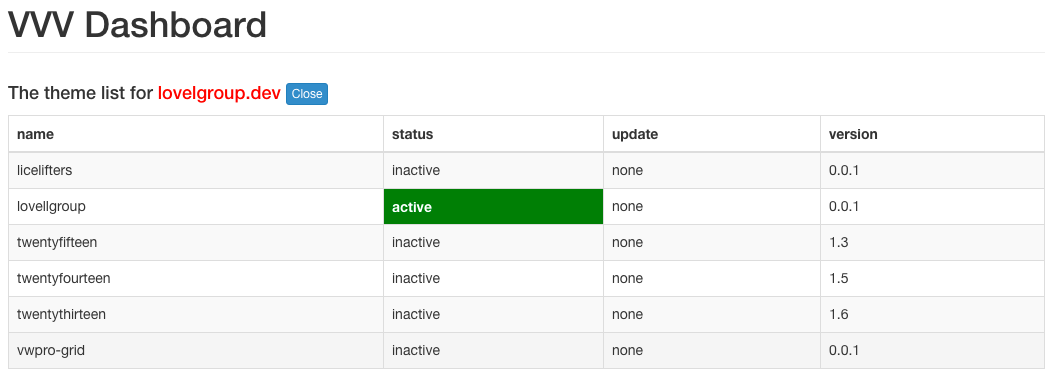 VVV Dashboard
The theme list for lovelgroup.dev Close
name status update version
licelifters inactive none 0.0.1
lovellgroup active none 0.0.1
twentyfifteen inactive none 1.3
twentyfourteen inactive none 1.5
twentythirteen inactive none 1.6
vwpro-grid inactive none 0.0.1